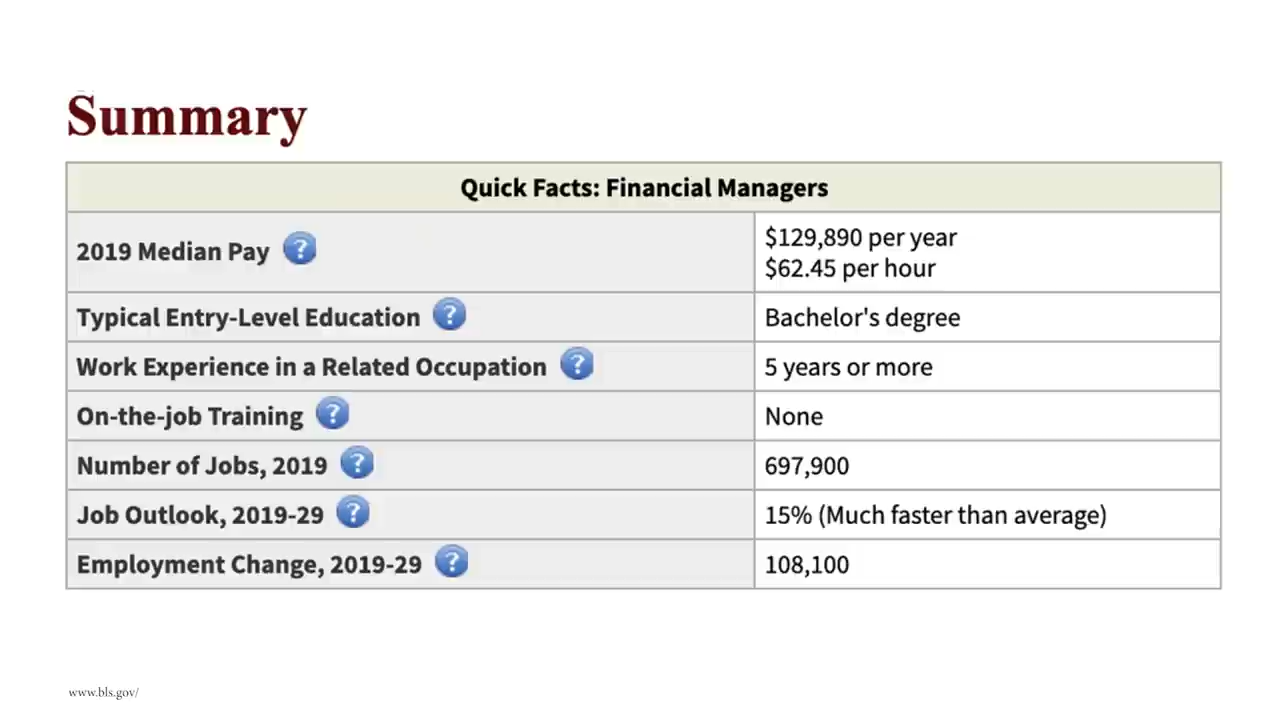 Summary
Quick Facts: Financial Managers
2019 Median Pay ?
$129,890 per year
$62.45 per hour
Typical Entry-Level Education ?
Bachelor's degree
Work Experience in a Related Occupation ?
5 years or more
On-the-job Training ?
None
Number of Jobs, 2019 ?
697,900
Job Outlook, 2019-29 ?
15% (Much faster than average)
Employment Change, 2019-29 ?
108,100
www.bls.gov/